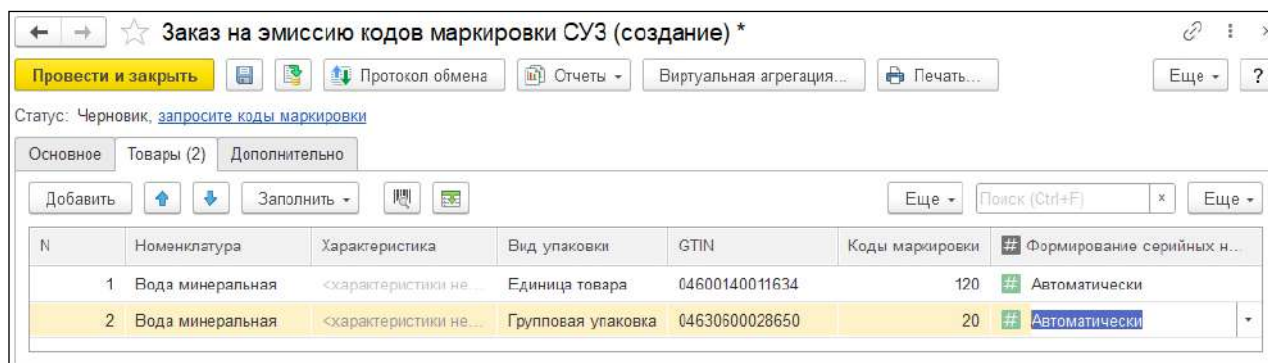 Заказ на эмиссию кодов маркировки СУЗ (создание) *
Провести и закрыть Протокол обмена Отчеты Виртуальная агрегация... Печать... Еще ?
Статус: Черновик, запросите коды маркировки
Основное Товары (2) Дополнительно
Добавить Заполнить Еще Поиск (Ctrl+F) x Еще
N Номенклатура Характеристика Вид упаковки GTIN Коды маркировки # Формирование серийных н...
1 Вода минеральная <характеристики не... Единица товара 04600140011634 120 # Автоматически
2 Вода минеральная <характеристики не... Групповая упаковка 04630600028650 20 # Автоматически